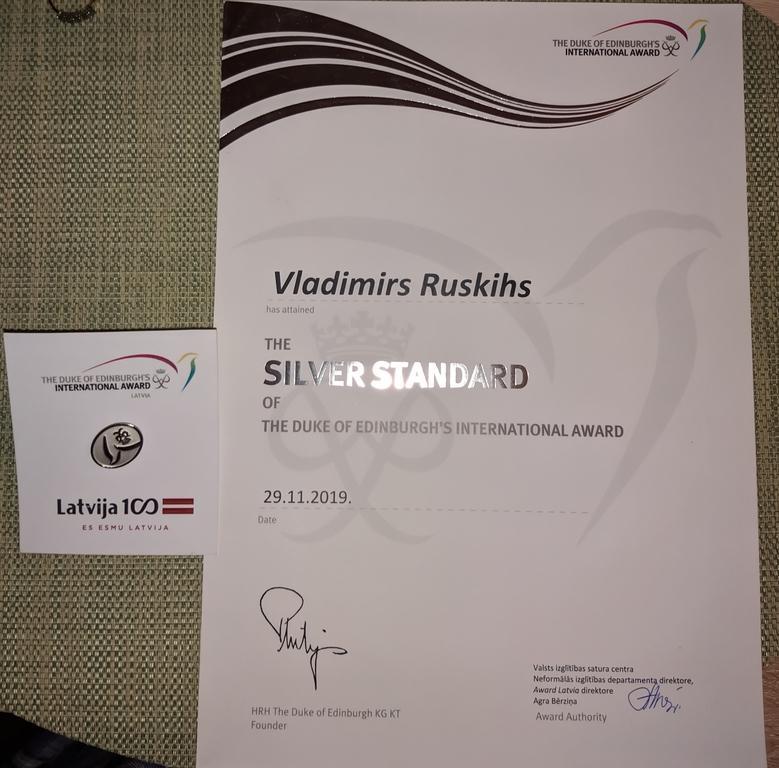 THE DUKE OF EDINBURGH'S
INTERNATIONAL AWARD
Vladimirs Ruskihs
has attained
THE
SILVER STANDARD
OF
THE DUKE OF EDINBURGH'S INTERNATIONAL AWARD
29.11.2019.
Date
Philip
HRH The Duke of Edinburgh KG KT
Founder
Valsts izglītības satura centra
Neformālās izglītības departamenta direktore,
Award Latvia direktore
Agra Bērziņa
Award Authority
THE DUKE OF EDINBURGH'S
INTERNATIONAL AWARD
LATVIA
Latvija 100
ES ESMU LATVIJA